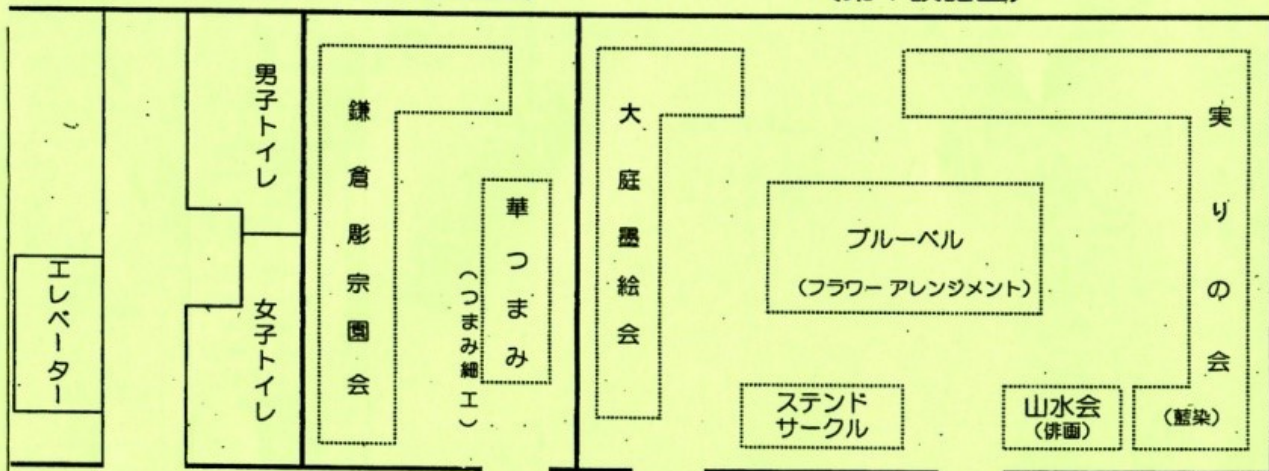 男子トイレ
女子トイレ
エレベーター
鎌倉彫宗園会
華つまみ
(つまみ細工)
大庭墨絵会
ブルーベル
(フラワー アレンジメント)
ステンド
サークル
山水会
(俳画)
実りの会
(藍染)